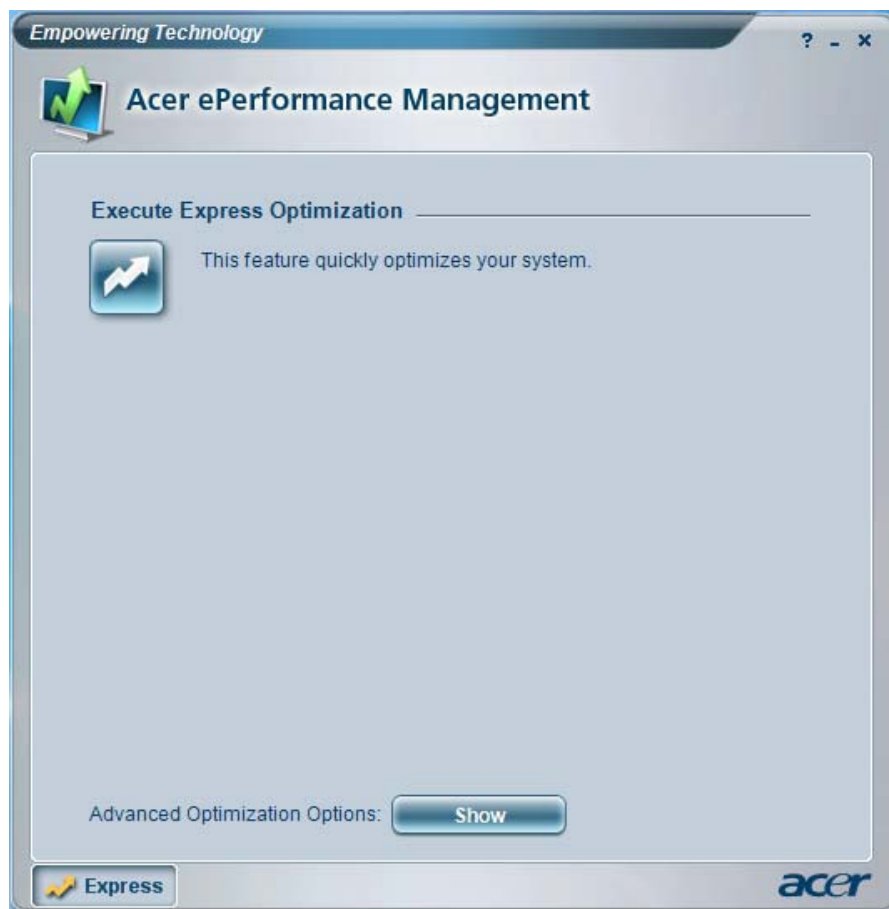 Empowering Technology
? - x
Acer ePerformance Management
Execute Express Optimization
This feature quickly optimizes your system.
Advanced Optimization Options: Show
Express
acer